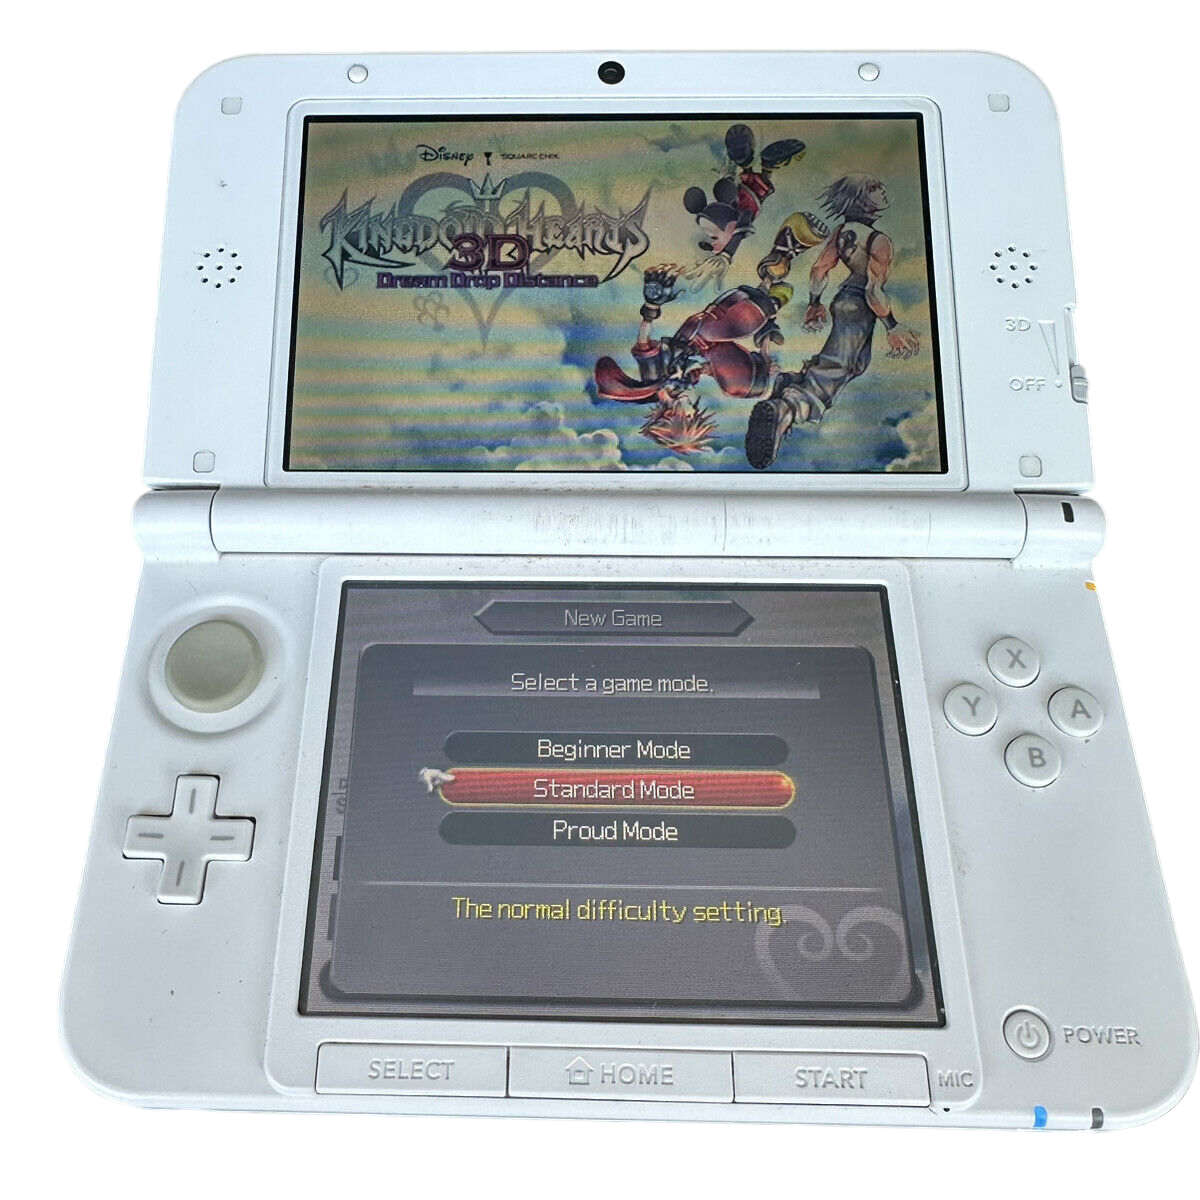 Disney SQUARE ENIX
KINGDOM HEARTS
3D
Dream Drop Distance
3D
OFF
New Game
Select a game mode.
Beginner Mode
Standard Mode
Proud Mode
The normal difficulty setting.
X
Y
A
B
POWER
SELECT
HOME
START
MIC